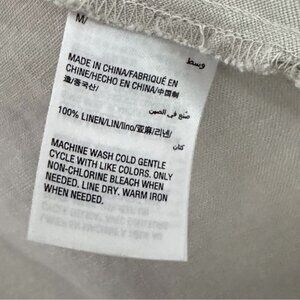 M/
وسط
MADE IN CHINA/FABRIQUÉ EN
CHINE/HECHO EN CHINA/中国制
造/중국산/
صنع في الصين
100% LINEN/LIN/lino/亚麻/리넨/
كتان
MACHINE WASH COLD GENTLE
CYCLE WITH LIKE COLORS. ONLY
NON-CHLORINE BLEACH WHEN
NEEDED. LINE DRY. WARM IRON
WHEN NEEDED.